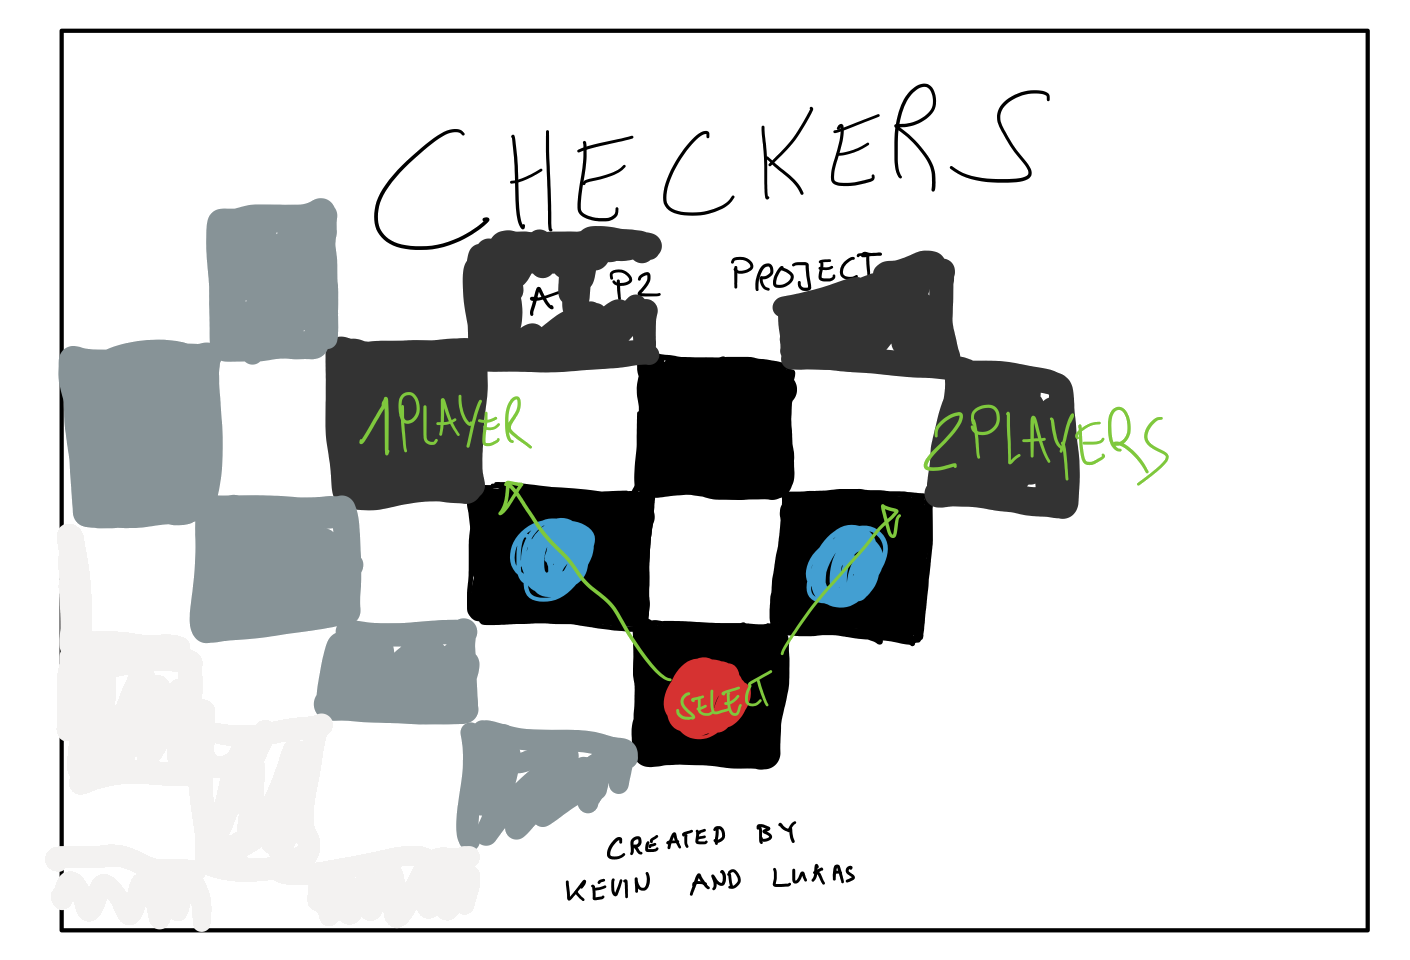 CHECKERS
A P2 PROJECT
1PLAYER
2PLAYERS
SELECT
CREATED BY
KEVIN AND LUKAS